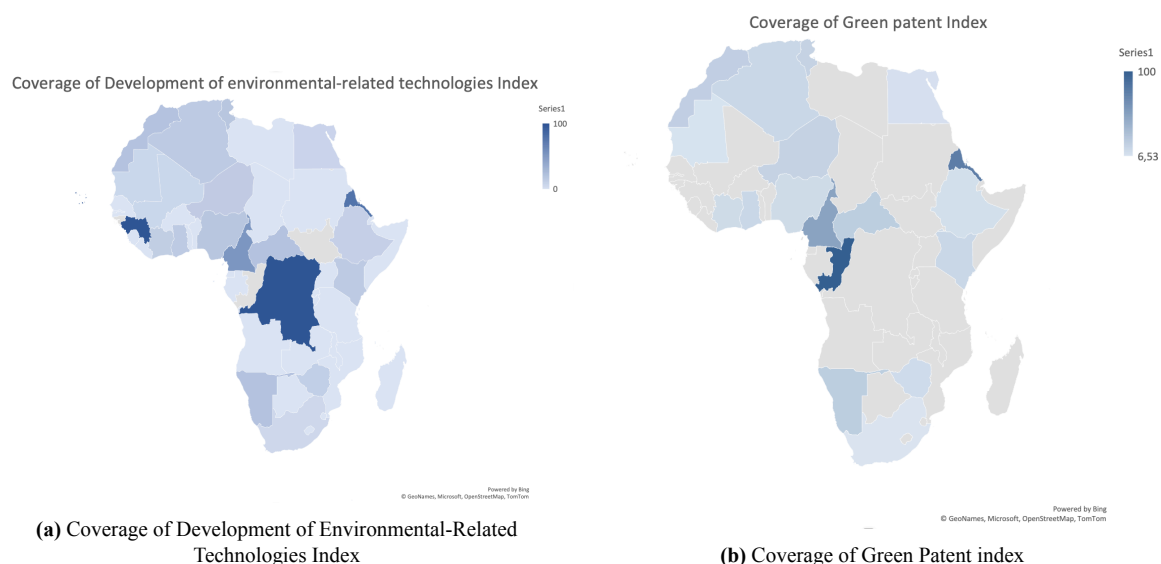 Coverage of Development of environmental-related technologies Index
Series1
100
0
Powered by Bing
© GeoNames, Microsoft, OpenStreetMap, TomTom
(a) Coverage of Development of Environmental-Related
Technologies Index
Coverage of Green patent Index
Series1
100
6,53
Powered by Bing
© GeoNames, Microsoft, OpenStreetMap, TomTom
(b) Coverage of Green Patent index